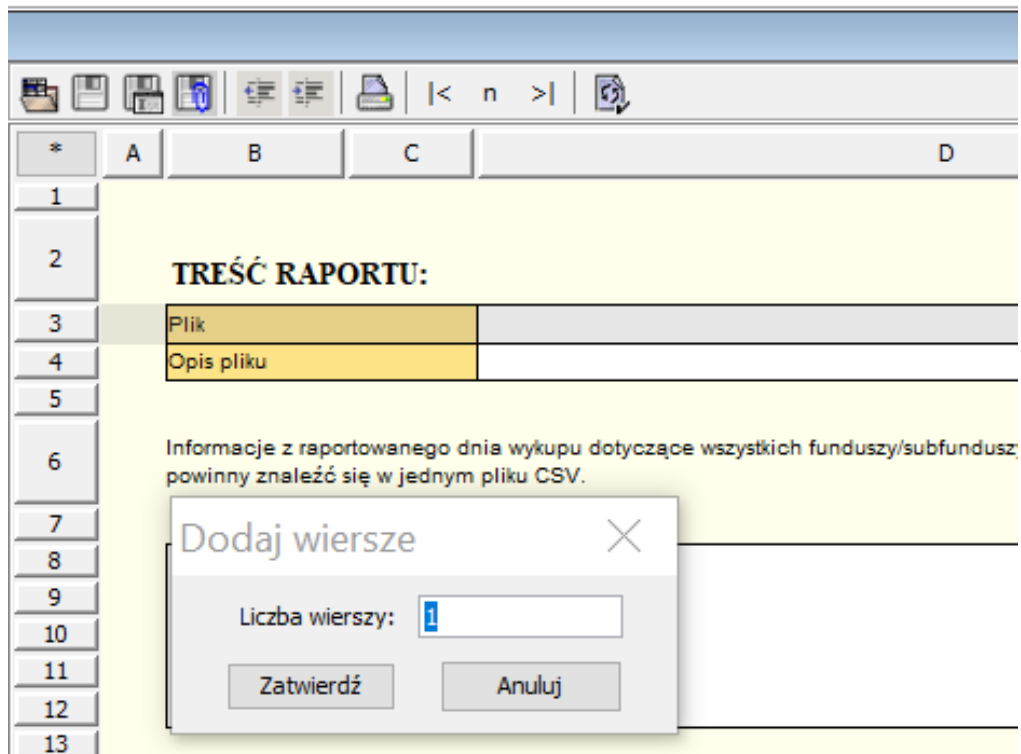 |< n >|
* A B C D
1
2 TREŚĆ RAPORTU:
3 Plik
4 Opis pliku
5
6 Informacje z raportowanego dnia wykupu dotyczące wszystkich funduszy/subfundusz
powinny znaleźć się w jednym pliku CSV.
7
Dodaj wiersze
8
9
Liczba wierszy: 1
10
11
Zatwierdź Anuluj
12
13